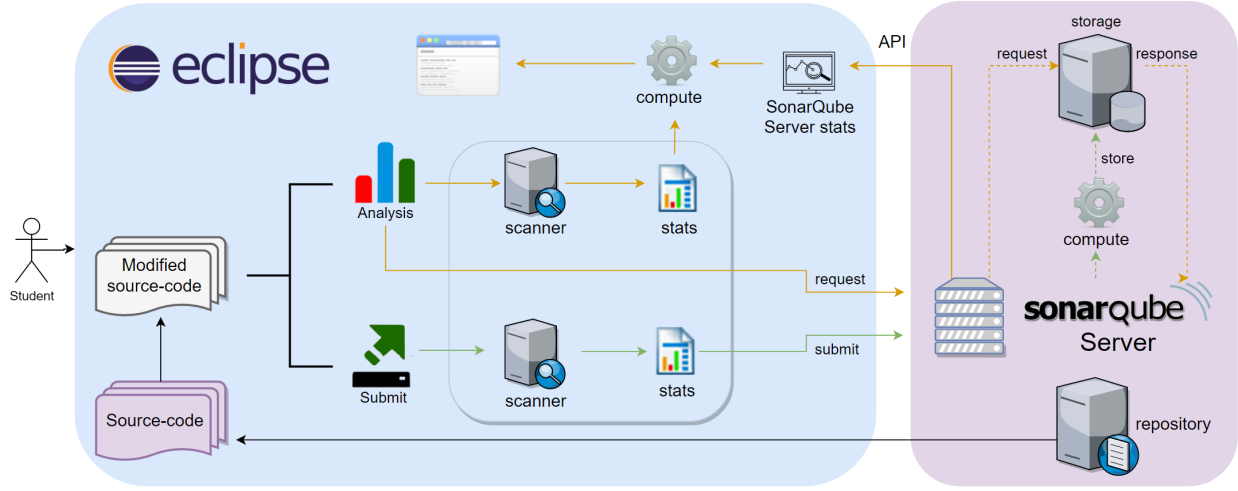 eclipse
API
storage
request
response
compute
SonarQube
Server stats
store
Analysis
scanner
stats
compute
Student
Modified
source-code
request
sonarqube
Server
submit
Submit
scanner
stats
Source-code
repository